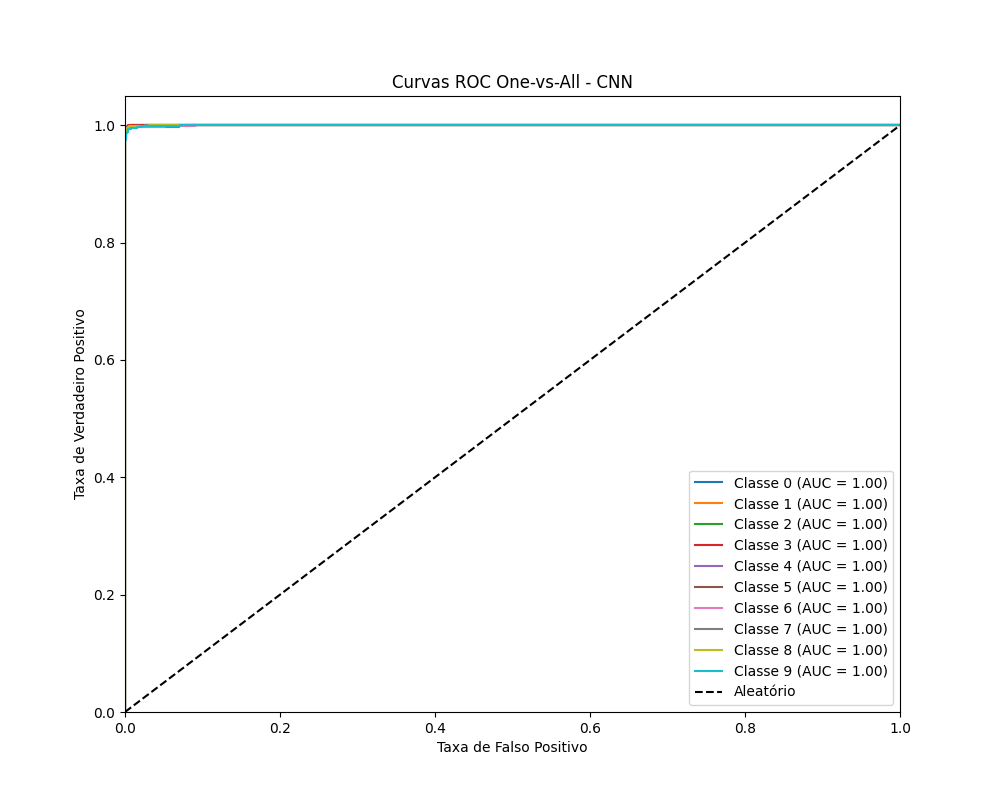 Curvas ROC One-vs-All - CNN
1.0
0.8
0.6
0.4
0.2
0.0
Taxa de Verdadeiro Positivo
Classe 0 (AUC = 1.00)
Classe 1 (AUC = 1.00)
Classe 2 (AUC = 1.00)
Classe 3 (AUC = 1.00)
Classe 4 (AUC = 1.00)
Classe 5 (AUC = 1.00)
Classe 6 (AUC = 1.00)
Classe 7 (AUC = 1.00)
Classe 8 (AUC = 1.00)
Classe 9 (AUC = 1.00)
Aleatório
0.0 0.2 0.4 0.6 0.8 1.0
Taxa de Falso Positivo